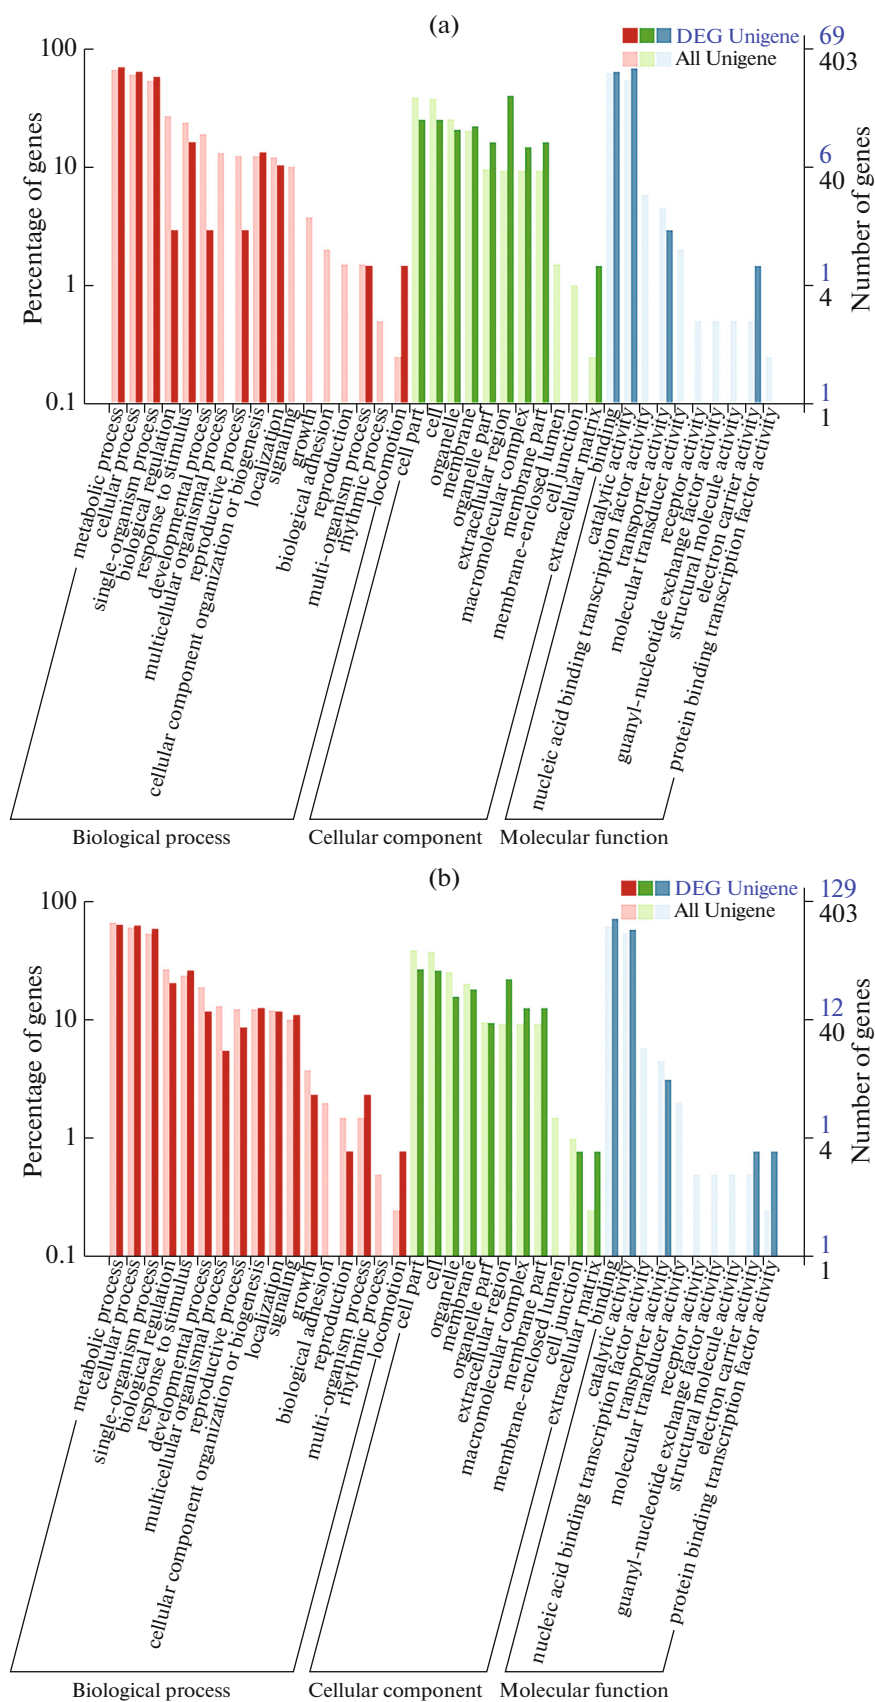 (a)
DEG Unigene
All Unigene
Percentage of genes
100
10
1
0.1
69
403
6
40
1
4
1
1
Number of genes
metabolic process
cellular process
single-organism process
biological regulation
response to stimulus
developmental process
multicellular organismal process
reproductive process
cellular component organization or biogenesis
localization
signaling
growth
biological adhesion
reproduction
multi-organism process
rhythmic process
locomotion
cell part
cell
organelle
membrane
organelle part
extracellular region
macromolecular complex
membrane part
membrane-enclosed lumen
cell junction
extracellular matrix
binding
catalytic activity
nucleic acid binding transcription factor activity
transporter activity
molecular transducer activity
receptor activity
guanyl-nucleotide exchange factor activity
structural molecule activity
electron carrier activity
protein binding transcription factor activity
Biological process
Cellular component
Molecular function
(b)
DEG Unigene
All Unigene
Percentage of genes
100
10
1
0.1
129
403
12
40
1
4
1
1
Number of genes
metabolic process
cellular process
single-organism process
biological regulation
response to stimulus
developmental process
multicellular organismal process
reproductive process
cellular component organization or biogenesis
localization
signaling
growth
biological adhesion
reproduction
multi-organism process
rhythmic process
locomotion
cell part
cell
organelle
membrane
organelle part
extracellular region
macromolecular complex
membrane part
membrane-enclosed lumen
cell junction
extracellular matrix
binding
catalytic activity
nucleic acid binding transcription factor activity
transporter activity
molecular transducer activity
receptor activity
guanyl-nucleotide exchange factor activity
structural molecule activity
electron carrier activity
protein binding transcription factor activity
Biological process
Cellular component
Molecular function